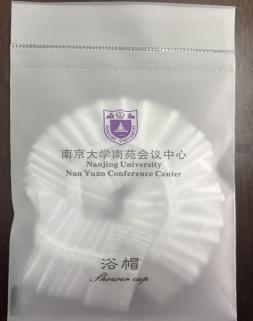 南京大学南苑会议中心
Nanjing University
Nan Yuan Conference Center
浴帽
Shower cap